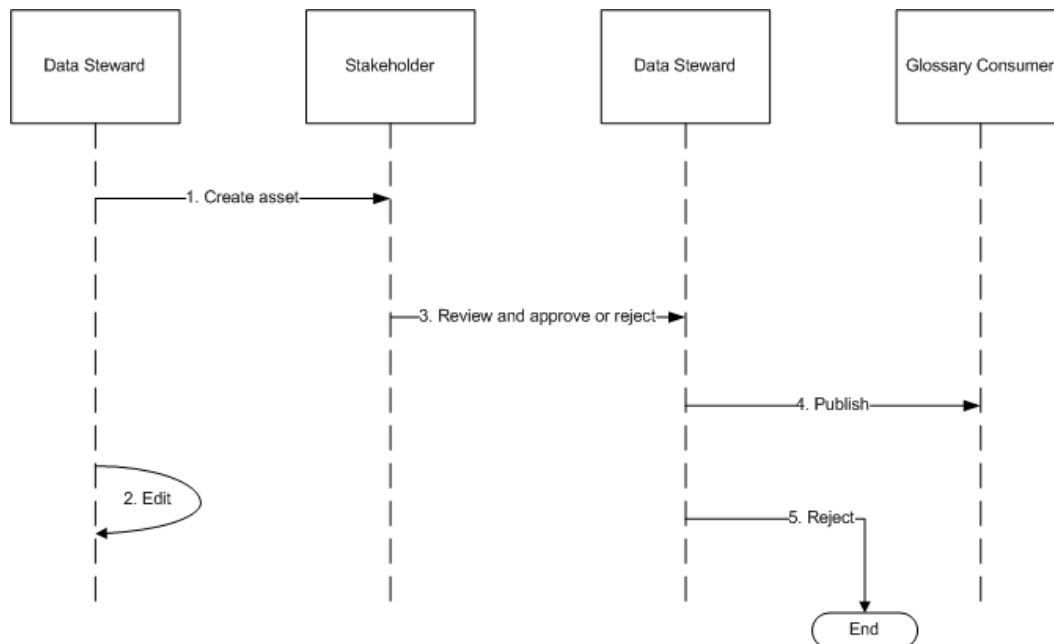 Data Steward
Stakeholder
Data Steward
Glossary Consumer
1. Create asset
3. Review and approve or reject
4. Publish
2. Edit
5. Reject
End